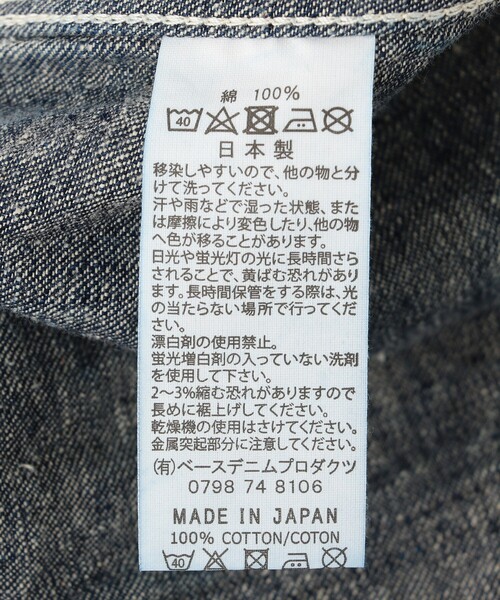 綿 100%
40
日本製
移染しやすいので、他の物と分
けて洗ってください。
汗や雨などで湿った状態、また
は摩擦により変色したり、他の物
へ色が移ることがあります。
日光や蛍光灯の光に長時間さら
されることで、黄ばむ恐れがあり
ます。長時間保管をする際は、光
の当たらない場所で行ってくだ
さい。
漂白剤の使用禁止。
蛍光増白剤の入っていない洗剤
を使用して下さい。
2〜3%縮む恐れがありますので
長めに裾上げしてください。
乾燥機の使用はさけてください。
金属突起部分に注意してください。
(有)ベースデニムプロダクツ
0798 74 8106
MADE IN JAPAN
100% COTTON/COTON
40